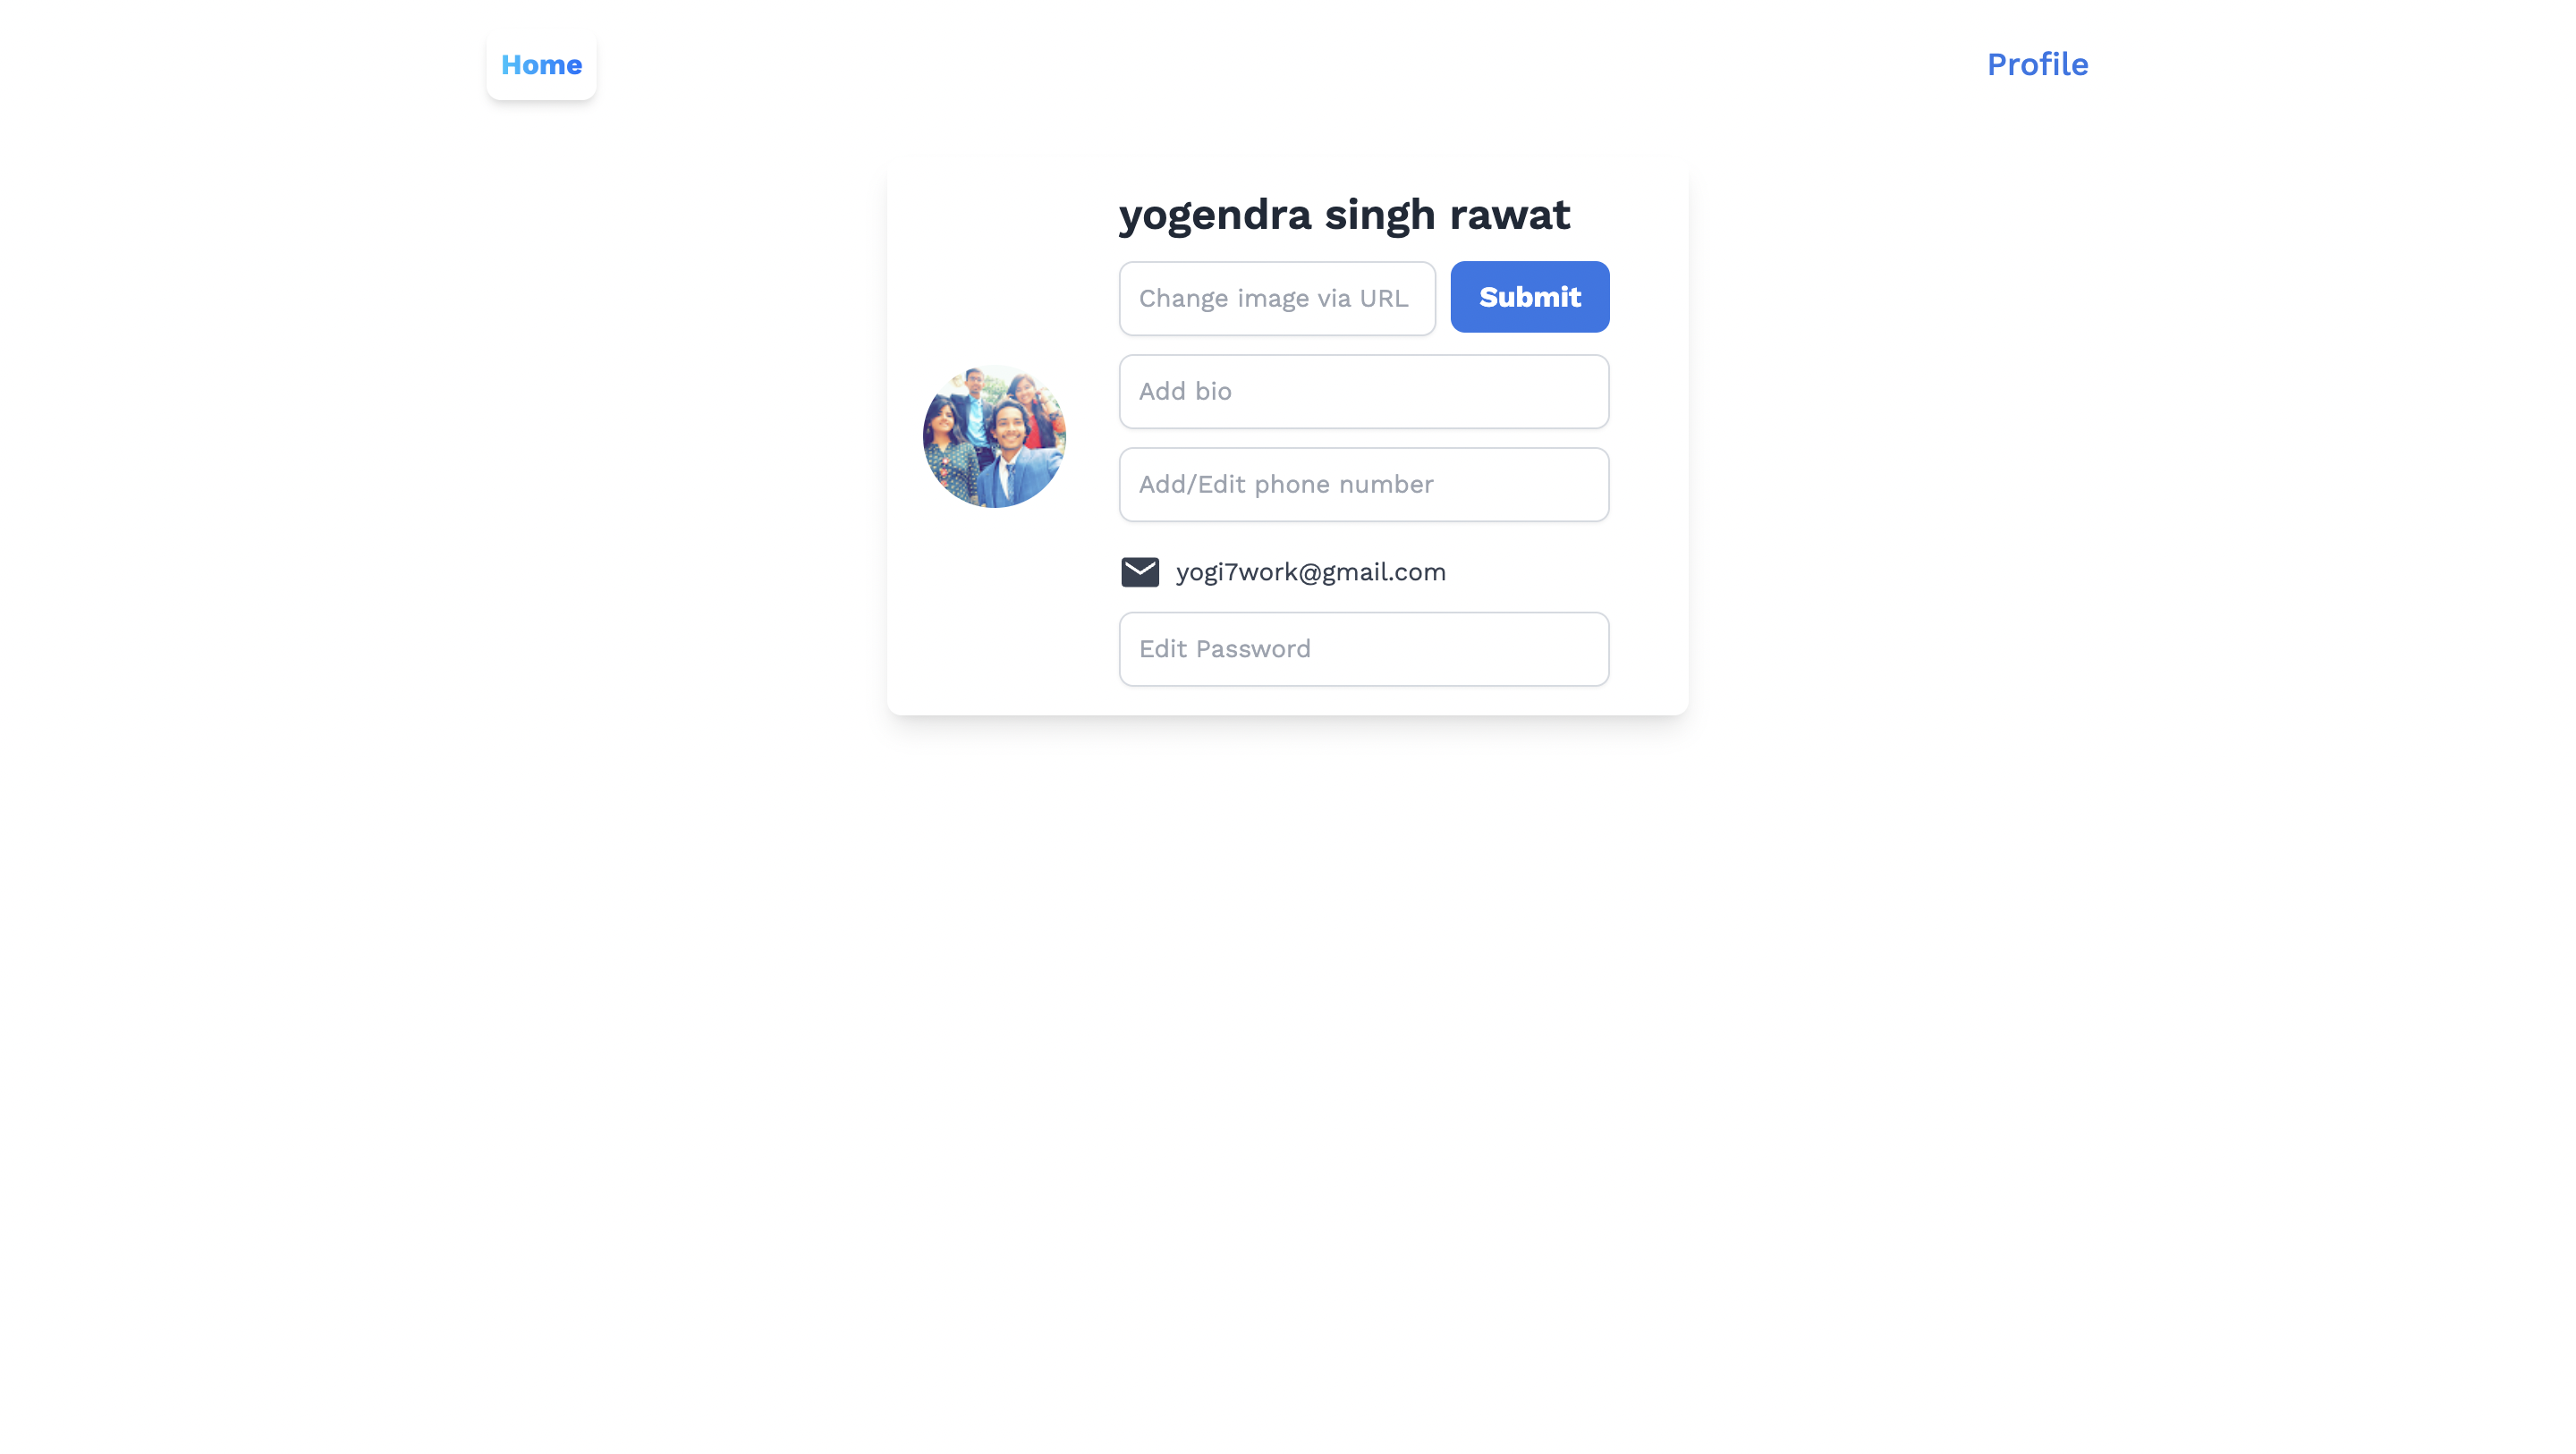 Home
Profile
yogendra singh rawat
Change image via URL
Submit
Add bio
Add/Edit phone number
yogi7work@gmail.com
Edit Password